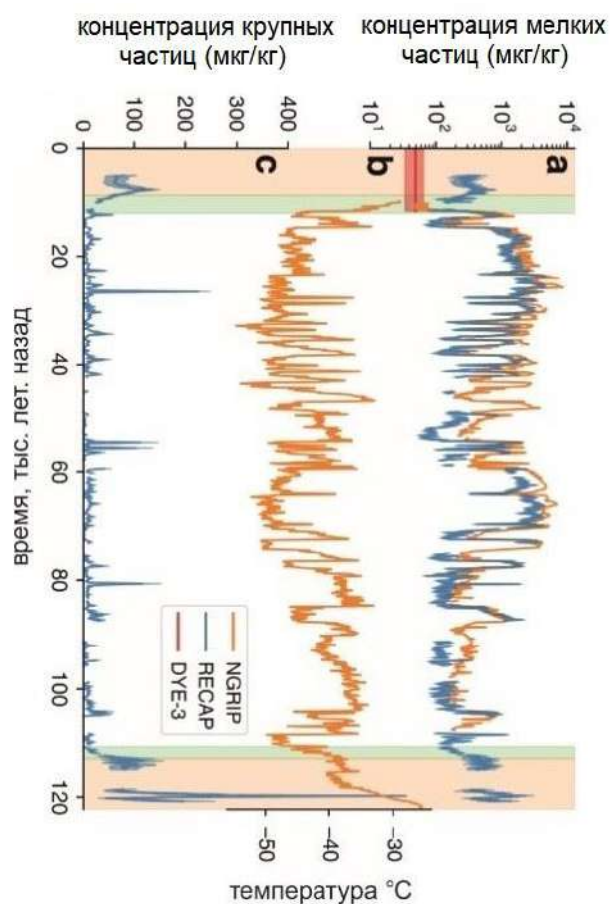 концентрация крупных
частиц (мкг/кг)
концентрация мелких
частиц (мкг/кг)
0 100 200 300 400
10¹ 10² 10³ 10⁴
c
b
a
0
20
40
60
80
100
120
время, тыс. лет. назад
NGRIP
RECAP
DYE-3
-50 -40 -30
температура °C